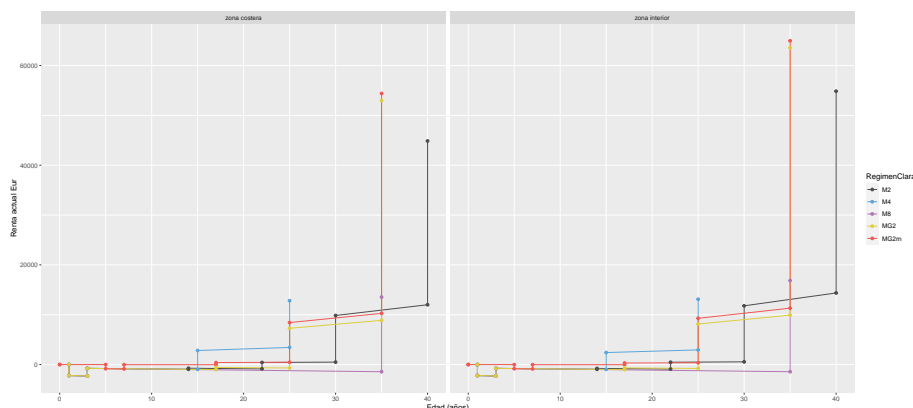 zona costera
zona interior
Renta actual Eur
60000
40000
20000
0
0
10
20
30
40
0
10
20
30
40
Edad (años)
RegimenClara
M2
M4
M8
MG2
MG2m